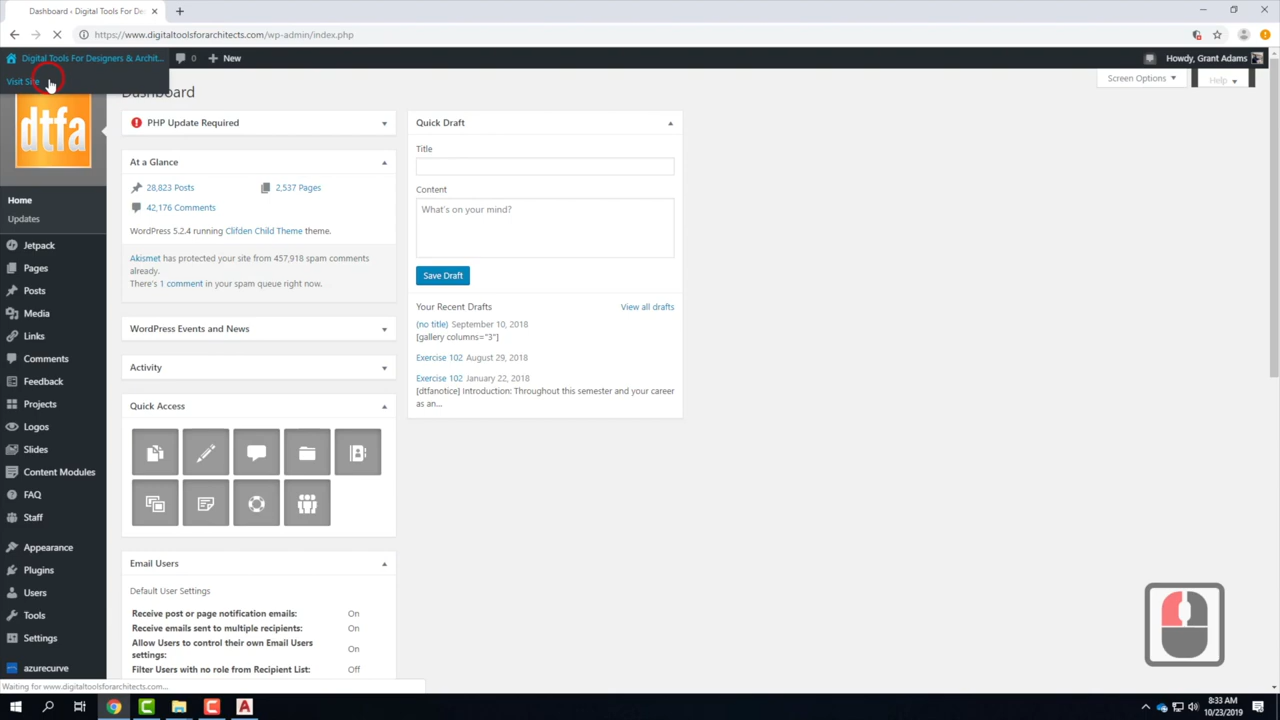 Dashboard ‹ Digital Tools For De
https://www.digitaltoolsforarchitects.com/wp-admin/index.php
Digital Tools For Designers & Archit... 0 New Howdy, Grant Adams
Visit Site
Screen Options Help
Dashboard
dtfa
Home
Updates
Jetpack
Pages
Posts
Media
Links
Comments
Feedback
Projects
Logos
Slides
Content Modules
FAQ
Staff
Appearance
Plugins
Users
Tools
Settings
azurecurve
PHP Update Required
At a Glance
28,823 Posts 2,537 Pages
42,176 Comments
WordPress 5.2.4 running Clifden Child Theme theme.
Akismet has protected your site from 457,918 spam comments
already.
There's 1 comment in your spam queue right now.
WordPress Events and News
Activity
Quick Access
Email Users
Default User Settings
Receive post or page notification emails: On
Receive emails sent to multiple recipients: On
Allow Users to control their own Email Users
settings: On
Filter Users with no role from Recipient List: Off
Quick Draft
Title
Content
What's on your mind?
Save Draft
Your Recent Drafts View all drafts
(no title) September 10, 2018
[gallery columns="3"]
Exercise 102 August 29, 2018
Exercise 102 January 22, 2018
[dtfanotice] Introduction: Throughout this semester and your career
as an...
Waiting for www.digitaltoolsforarchitects.com...
8:33 AM
10/23/2019